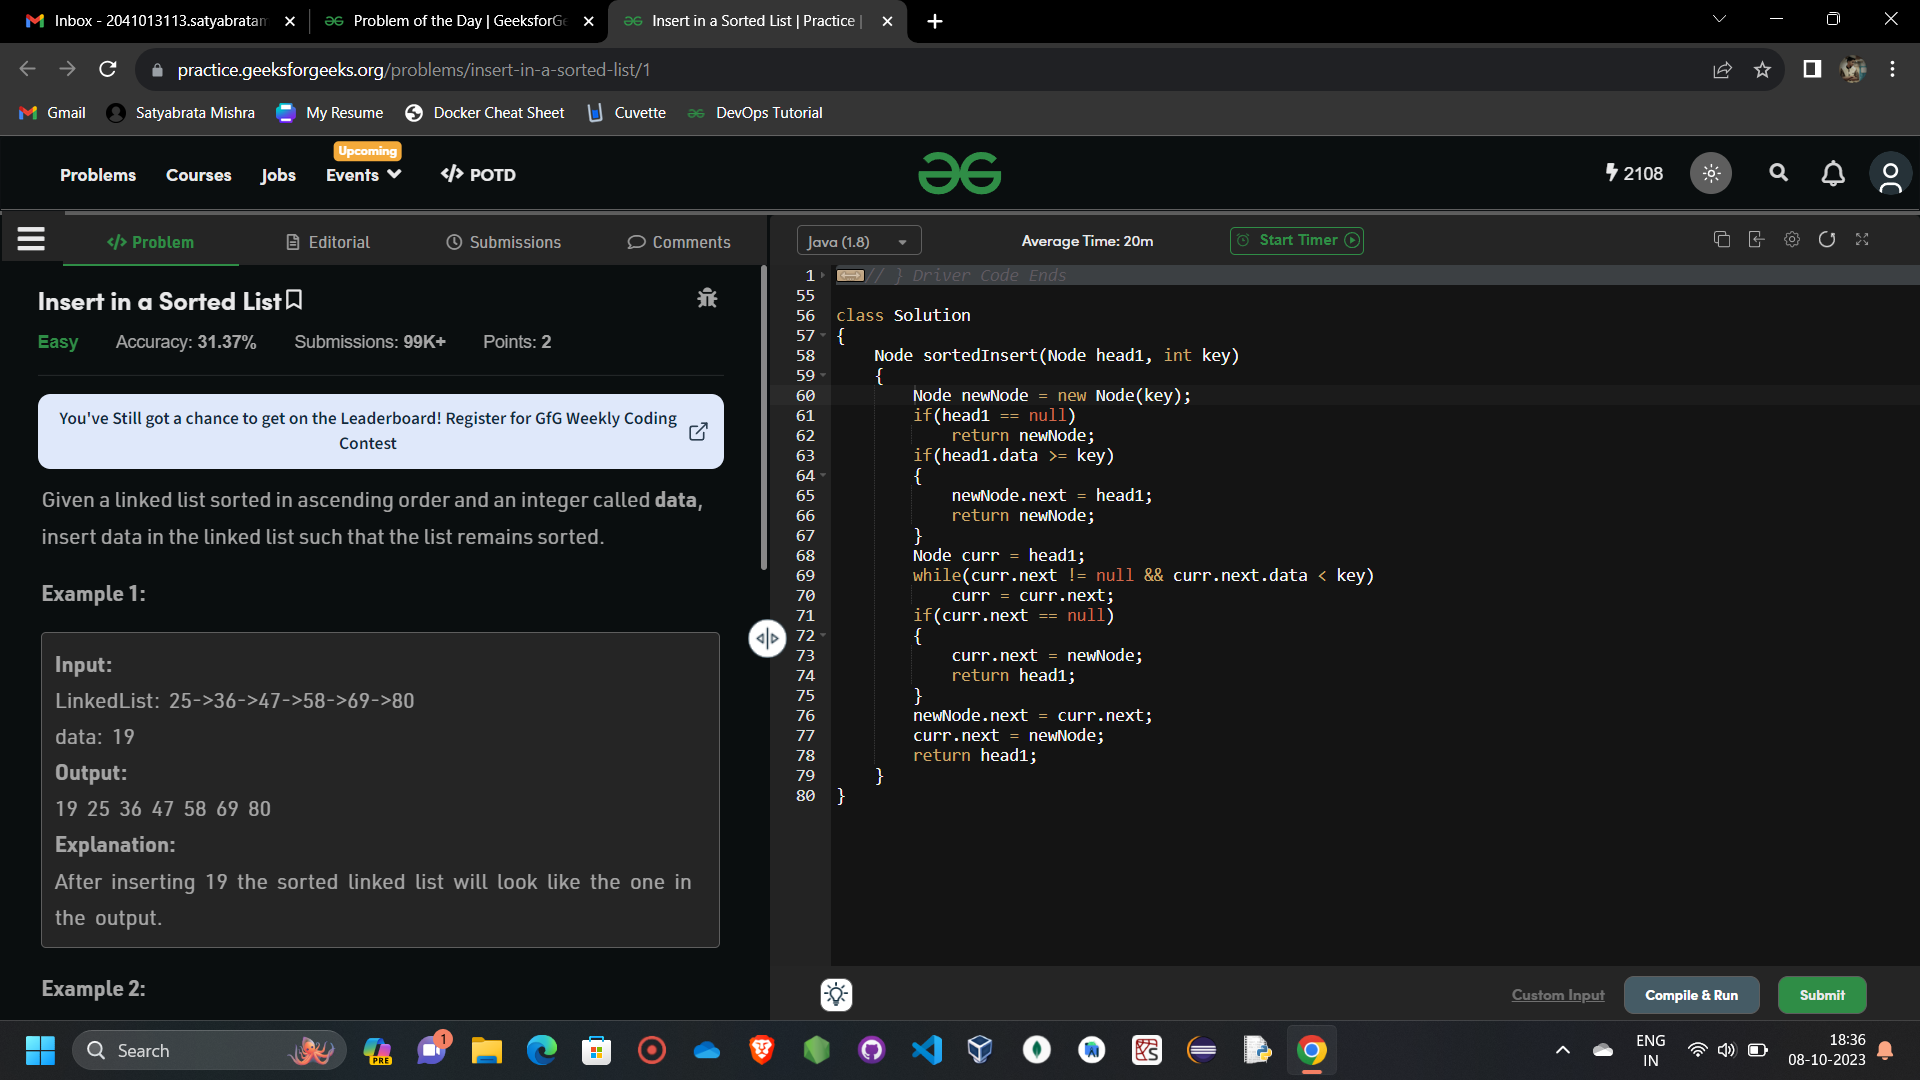 Inbox - 2041013113.satyabratam
Problem of the Day | GeeksforGe
Insert in a Sorted List | Practice |
practice.geeksforgeeks.org/problems/insert-in-a-sorted-list/1
Gmail
Satyabrata Mishra
My Resume
Docker Cheat Sheet
Cuvette
DevOps Tutorial
Problems
Courses
Jobs
Upcoming
Events
</> POTD
2108
</> Problem
Editorial
Submissions
Comments
Insert in a Sorted List
Easy Accuracy: 31.37% Submissions: 99K+ Points: 2
You've Still got a chance to get on the Leaderboard! Register for GfG Weekly Coding
Contest
Given a linked list sorted in ascending order and an integer called data,
insert data in the linked list such that the list remains sorted.
Example 1:
Input:
LinkedList: 25->36->47->58->69->80
data: 19
Output:
19 25 36 47 58 69 80
Explanation:
After inserting 19 the sorted linked list will look like the one in
the output.
Example 2:
Java (1.8)
Average Time: 20m
Start Timer
1 // } Driver Code Ends
55
56 class Solution
57 {
58 Node sortedInsert(Node head1, int key)
59 {
60 Node newNode = new Node(key);
61 if(head1 == null)
62 return newNode;
63 if(head1.data >= key)
64 {
65 newNode.next = head1;
66 return newNode;
67 }
68 Node curr = head1;
69 while(curr.next != null && curr.next.data < key)
70 curr = curr.next;
71 if(curr.next == null)
72 {
73 curr.next = newNode;
74 return head1;
75 }
76 newNode.next = curr.next;
77 curr.next = newNode;
78 return head1;
79 }
80 }
Custom Input
Compile & Run
Submit
Search
PRE
1
ENG
IN
18:36
08-10-2023